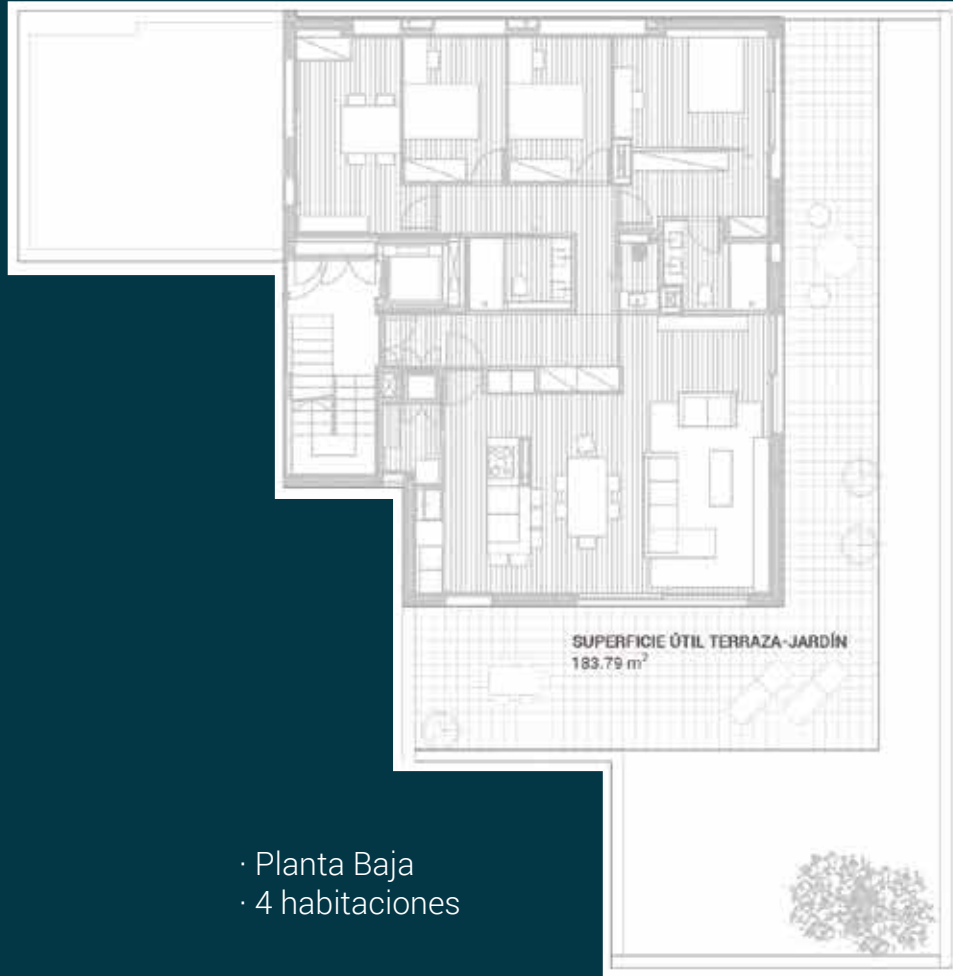 SUPERFICIE ÚTIL TERRAZA-JARDÍN
183.79 m²
· Planta Baja
· 4 habitaciones